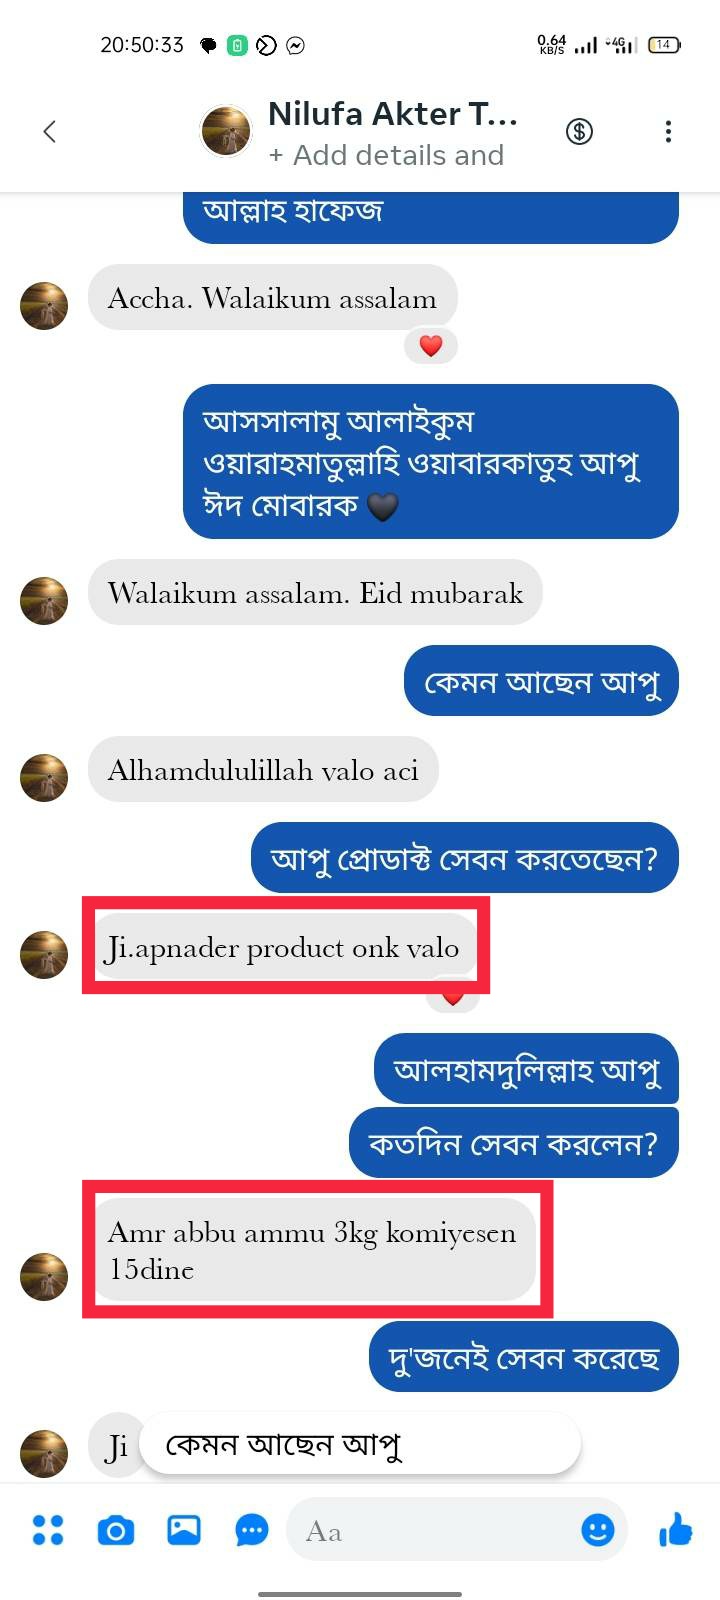 20:50:33
0.64 KB/S
4G
14
Nilufa Akter T...
+ Add details and
আল্লাহ হাফেজ
Accha. Walaikum assalam
আসসালামু আলাইকুম
ওয়ারাহমাতুল্লাহি ওয়াবারকাতুহ আপু
ঈদ মোবারক 🖤
Walaikum assalam. Eid mubarak
কেমন আছেন আপু
Alhamdululillah valo aci
আপু প্রোডাক্ট সেবন করতেছেন?
Ji.apnader product onk valo
আলহামদুলিল্লাহ আপু
কতদিন সেবন করলেন?
Amr abbu ammu 3kg komiyesen
15dine
দু'জনেই সেবন করেছে
Ji
কেমন আছেন আপু
Aa